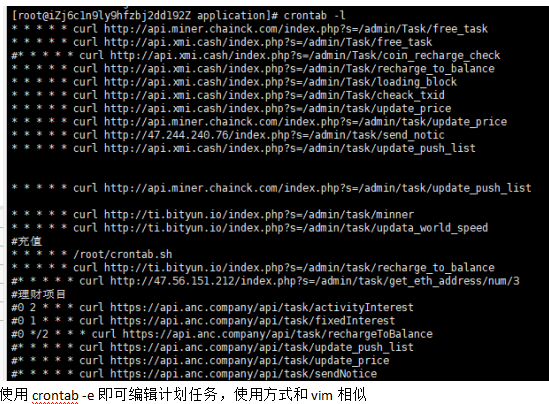 [root@iZj6c1n9ly9hfzbj2dd192Z application]# crontab -l
* * * * * curl http://api.miner.chainck.com/index.php?s=/admin/Task/free_task
* * * * * curl http://api.xmi.cash/index.php?s=/admin/Task/free_task
#* * * * * curl http://api.xmi.cash/index.php?s=/admin/Task/coin_recharge_check
* * * * * curl http://api.xmi.cash/index.php?s=/admin/Task/recharge_to_balance
* * * * * curl http://api.xmi.cash/index.php?s=/admin/Task/loading_block
* * * * * curl http://api.xmi.cash/index.php?s=/admin/Task/cheack_txid
* * * * * curl http://api.xmi.cash/index.php?s=/admin/task/update_price
* * * * * curl http://api.miner.chainck.com/index.php?s=/admin/task/update_price
* * * * * curl http://47.244.240.76/index.php?s=/admin/task/send_notic
* * * * * curl http://api.xmi.cash/index.php?s=/admin/task/update_push_list
* * * * * curl http://api.miner.chainck.com/index.php?s=/admin/task/update_push_list
* * * * * curl http://ti.bityun.io/index.php?s=/admin/task/minner
* * * * * curl http://ti.bityun.io/index.php?s=/admin/task/updata_world_speed
#充值
* * * * * /root/crontab.sh
* * * * * curl http://ti.bityun.io/index.php?s=/admin/task/recharge_to_balance
#* * * * * curl http://47.56.151.212/index.php?s=/admin/task/get_eth_address/num/3
#理财项目
#0 2 * * * curl https://api.anc.company/api/task/activityInterest
#0 1 * * * curl https://api.anc.company/api/task/fixedInterest
#0 */2 * * * curl https://api.anc.company/api/task/rechargeToBalance
#* * * * * curl https://api.anc.company/api/task/update_push_list
#* * * * * curl https://api.anc.company/api/task/update_price
#* * * * * curl https://api.anc.company/api/task/sendNotice
使用 crontab -e 即可编辑计划任务，使用方式和 vim 相似